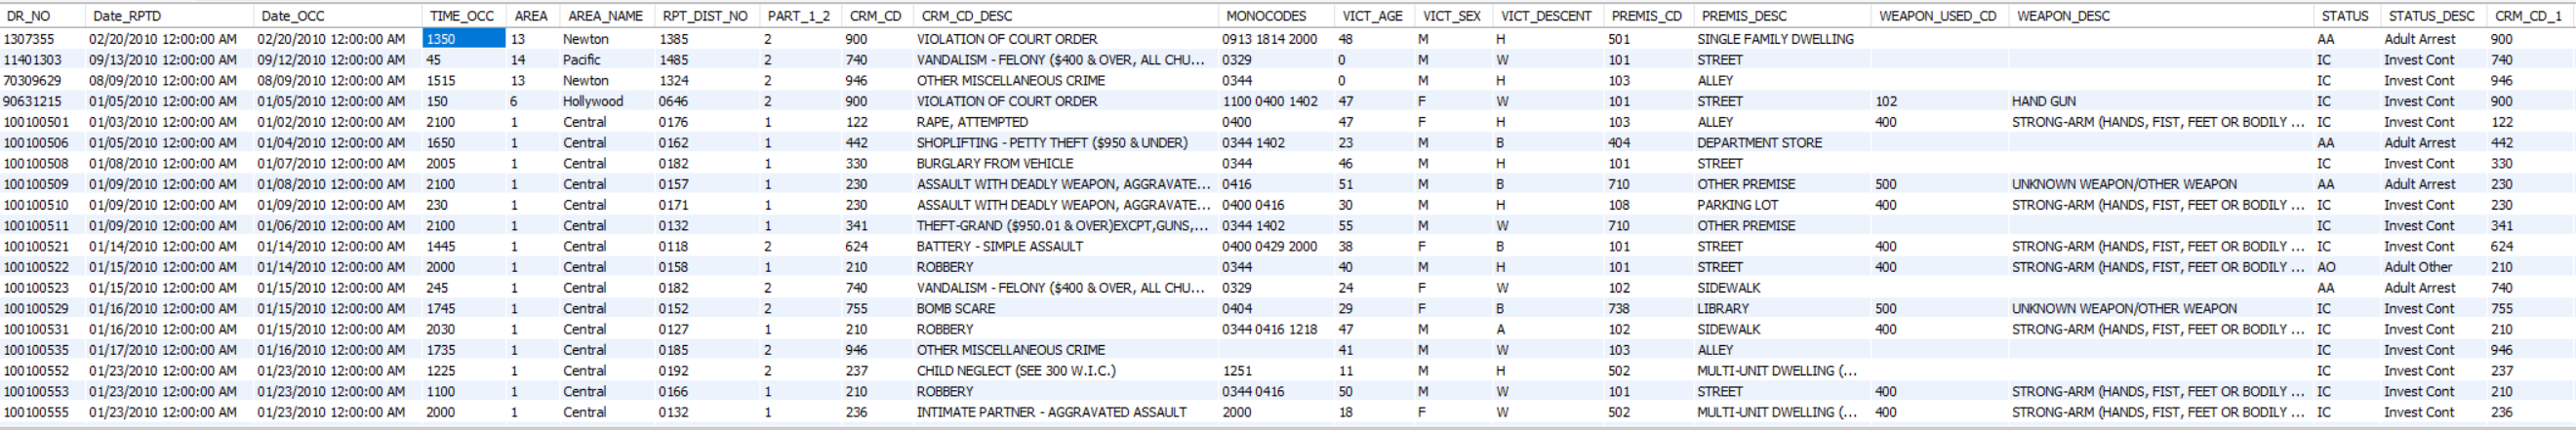 DR_NO Date_RPTD Date_OCC TIME_OCC AREA AREA_NAME RPT_DIST_NO PART_1_2 CRM_CD CRM_CD_DESC MONOCODES VICT_AGE VICT_SEX VICT_DESCENT PREMIS_CD PREMIS_DESC WEAPON_USED_CD WEAPON_DESC STATUS STATUS_DESC CRM_CD_1
1307355 02/20/2010 12:00:00 AM 02/20/2010 12:00:00 AM 1350 13 Newton 1385 2 900 VIOLATION OF COURT ORDER 0913 1814 2000 48 M H 501 SINGLE FAMILY DWELLING AA Adult Arrest 900
11401303 09/13/2010 12:00:00 AM 09/12/2010 12:00:00 AM 45 14 Pacific 1485 2 740 VANDALISM - FELONY ($400 & OVER, ALL CHU... 0329 0 M W 101 STREET IC Invest Cont 740
70309629 08/09/2010 12:00:00 AM 08/09/2010 12:00:00 AM 1515 13 Newton 1324 2 946 OTHER MISCELLANEOUS CRIME 0344 0 M H 103 ALLEY IC Invest Cont 946
90631215 01/05/2010 12:00:00 AM 01/05/2010 12:00:00 AM 150 6 Hollywood 0646 2 900 VIOLATION OF COURT ORDER 1100 0400 1402 47 F W 101 STREET 102 HAND GUN IC Invest Cont 900
100100501 01/03/2010 12:00:00 AM 01/02/2010 12:00:00 AM 2100 1 Central 0176 1 122 RAPE, ATTEMPTED 0400 47 F H 103 ALLEY 400 STRONG-ARM (HANDS, FIST, FEET OR BODILY ... IC Invest Cont 122
100100506 01/05/2010 12:00:00 AM 01/04/2010 12:00:00 AM 1650 1 Central 0162 1 442 SHOPLIFTING - PETTY THEFT ($950 & UNDER) 0344 1402 23 M B 404 DEPARTMENT STORE AA Adult Arrest 442
100100508 01/08/2010 12:00:00 AM 01/07/2010 12:00:00 AM 2005 1 Central 0182 1 330 BURGLARY FROM VEHICLE 0344 46 M H 101 STREET IC Invest Cont 330
100100509 01/09/2010 12:00:00 AM 01/08/2010 12:00:00 AM 2100 1 Central 0157 1 230 ASSAULT WITH DEADLY WEAPON, AGGRAVATE... 0416 51 M B 710 OTHER PREMISE 500 UNKNOWN WEAPON/OTHER WEAPON AA Adult Arrest 230
100100510 01/09/2010 12:00:00 AM 01/09/2010 12:00:00 AM 230 1 Central 0171 1 230 ASSAULT WITH DEADLY WEAPON, AGGRAVATE... 0400 0416 30 M H 108 PARKING LOT 400 STRONG-ARM (HANDS, FIST, FEET OR BODILY ... IC Invest Cont 230
100100511 01/09/2010 12:00:00 AM 01/06/2010 12:00:00 AM 2100 1 Central 0132 1 341 THEFT-GRAND ($950.01 & OVER)EXCPT,GUNS,... 0344 1402 55 M W 710 OTHER PREMISE IC Invest Cont 341
100100521 01/14/2010 12:00:00 AM 01/14/2010 12:00:00 AM 1445 1 Central 0118 2 624 BATTERY - SIMPLE ASSAULT 0400 0429 2000 38 F B 101 STREET 400 STRONG-ARM (HANDS, FIST, FEET OR BODILY ... IC Invest Cont 624
100100522 01/15/2010 12:00:00 AM 01/14/2010 12:00:00 AM 2000 1 Central 0158 1 210 ROBBERY 0344 40 M H 101 STREET 400 STRONG-ARM (HANDS, FIST, FEET OR BODILY ... AO Adult Other 210
100100523 01/15/2010 12:00:00 AM 01/15/2010 12:00:00 AM 245 1 Central 0182 2 740 VANDALISM - FELONY ($400 & OVER, ALL CHU... 0329 24 F W 102 SIDEWALK AA Adult Arrest 740
100100529 01/16/2010 12:00:00 AM 01/15/2010 12:00:00 AM 1745 1 Central 0152 2 755 BOMB SCARE 0404 29 F B 738 LIBRARY 500 UNKNOWN WEAPON/OTHER WEAPON IC Invest Cont 755
100100531 01/16/2010 12:00:00 AM 01/15/2010 12:00:00 AM 2030 1 Central 0127 1 210 ROBBERY 0344 0416 1218 47 M A 102 SIDEWALK 400 STRONG-ARM (HANDS, FIST, FEET OR BODILY ... IC Invest Cont 210
100100535 01/17/2010 12:00:00 AM 01/16/2010 12:00:00 AM 1735 1 Central 0185 2 946 OTHER MISCELLANEOUS CRIME 41 M W 103 ALLEY IC Invest Cont 946
100100552 01/23/2010 12:00:00 AM 01/23/2010 12:00:00 AM 1225 1 Central 0192 2 237 CHILD NEGLECT (SEE 300 W.I.C.) 1251 11 M H 502 MULTI-UNIT DWELLING (... IC Invest Cont 237
100100553 01/23/2010 12:00:00 AM 01/23/2010 12:00:00 AM 1100 1 Central 0166 1 210 ROBBERY 0344 0416 50 M W 101 STREET 400 STRONG-ARM (HANDS, FIST, FEET OR BODILY ... IC Invest Cont 210
100100555 01/23/2010 12:00:00 AM 01/23/2010 12:00:00 AM 2000 1 Central 0132 1 236 INTIMATE PARTNER - AGGRAVATED ASSAULT 2000 18 F W 502 MULTI-UNIT DWELLING (... 400 STRONG-ARM (HANDS, FIST, FEET OR BODILY ... IC Invest Cont 236